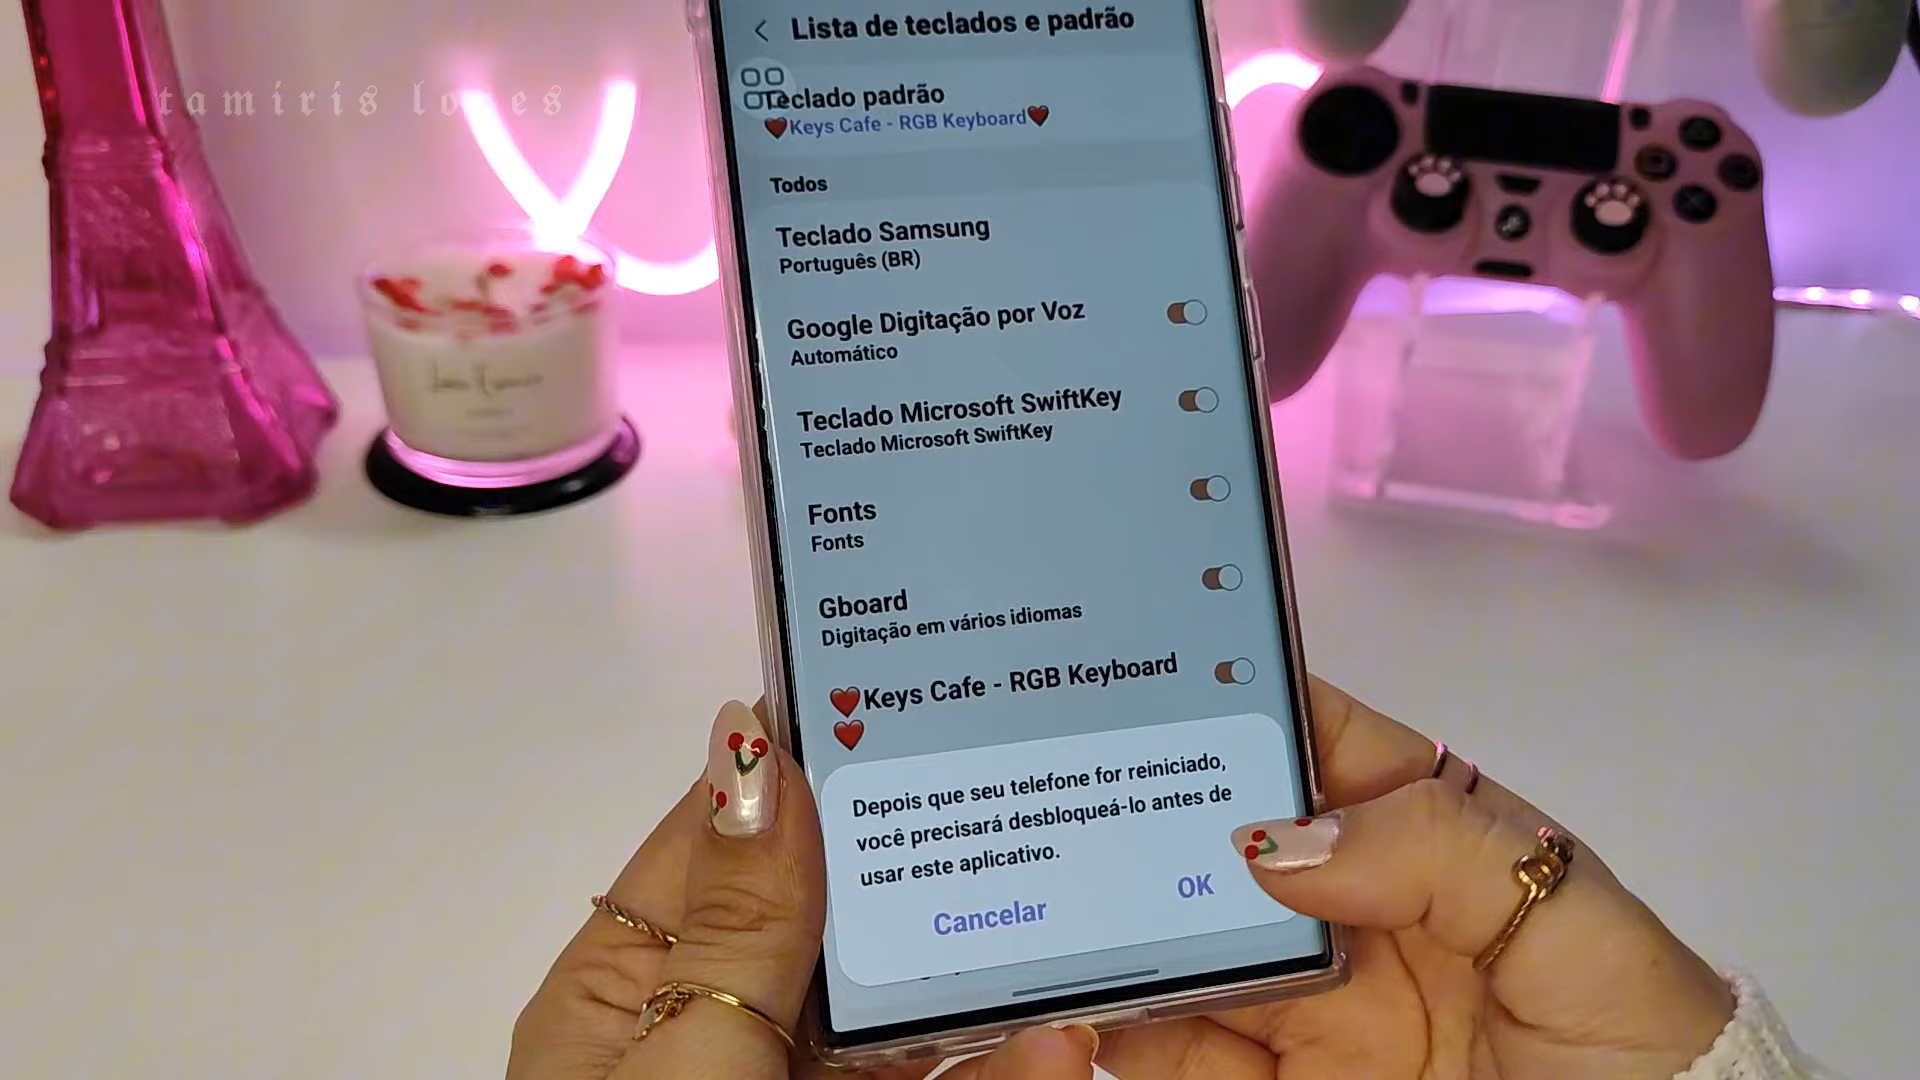 Lista de teclados e padrão
tamiris lopes
Teclado padrão
❤️Keys Cafe - RGB Keyboard❤️
Todos
Teclado Samsung
Português (BR)
Google Digitação por Voz
Automático
Teclado Microsoft SwiftKey
Teclado Microsoft SwiftKey
Fonts
Fonts
Gboard
Digitação em vários idiomas
❤️Keys Cafe - RGB Keyboard
❤️
Depois que seu telefone for reiniciado,
você precisará desbloqueá-lo antes de
usar este aplicativo.
Cancelar
OK